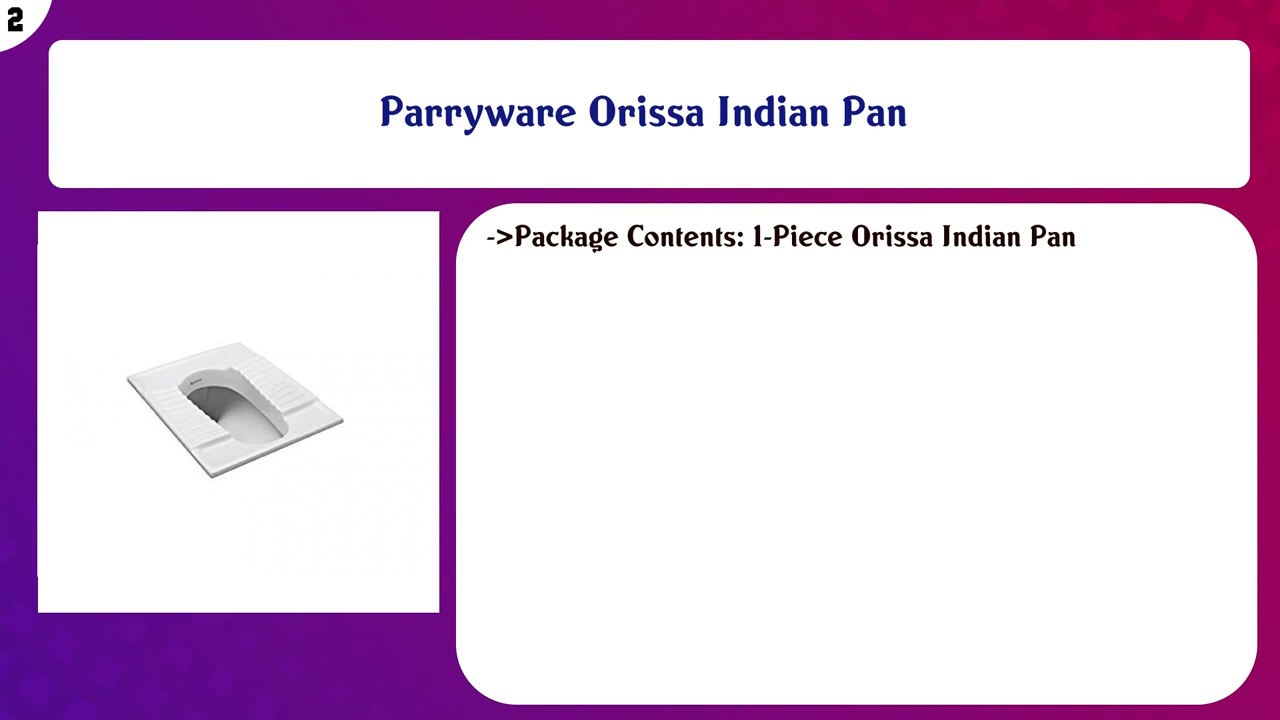 2
Parryware Orissa Indian Pan
->Package Contents: 1-Piece Orissa Indian Pan